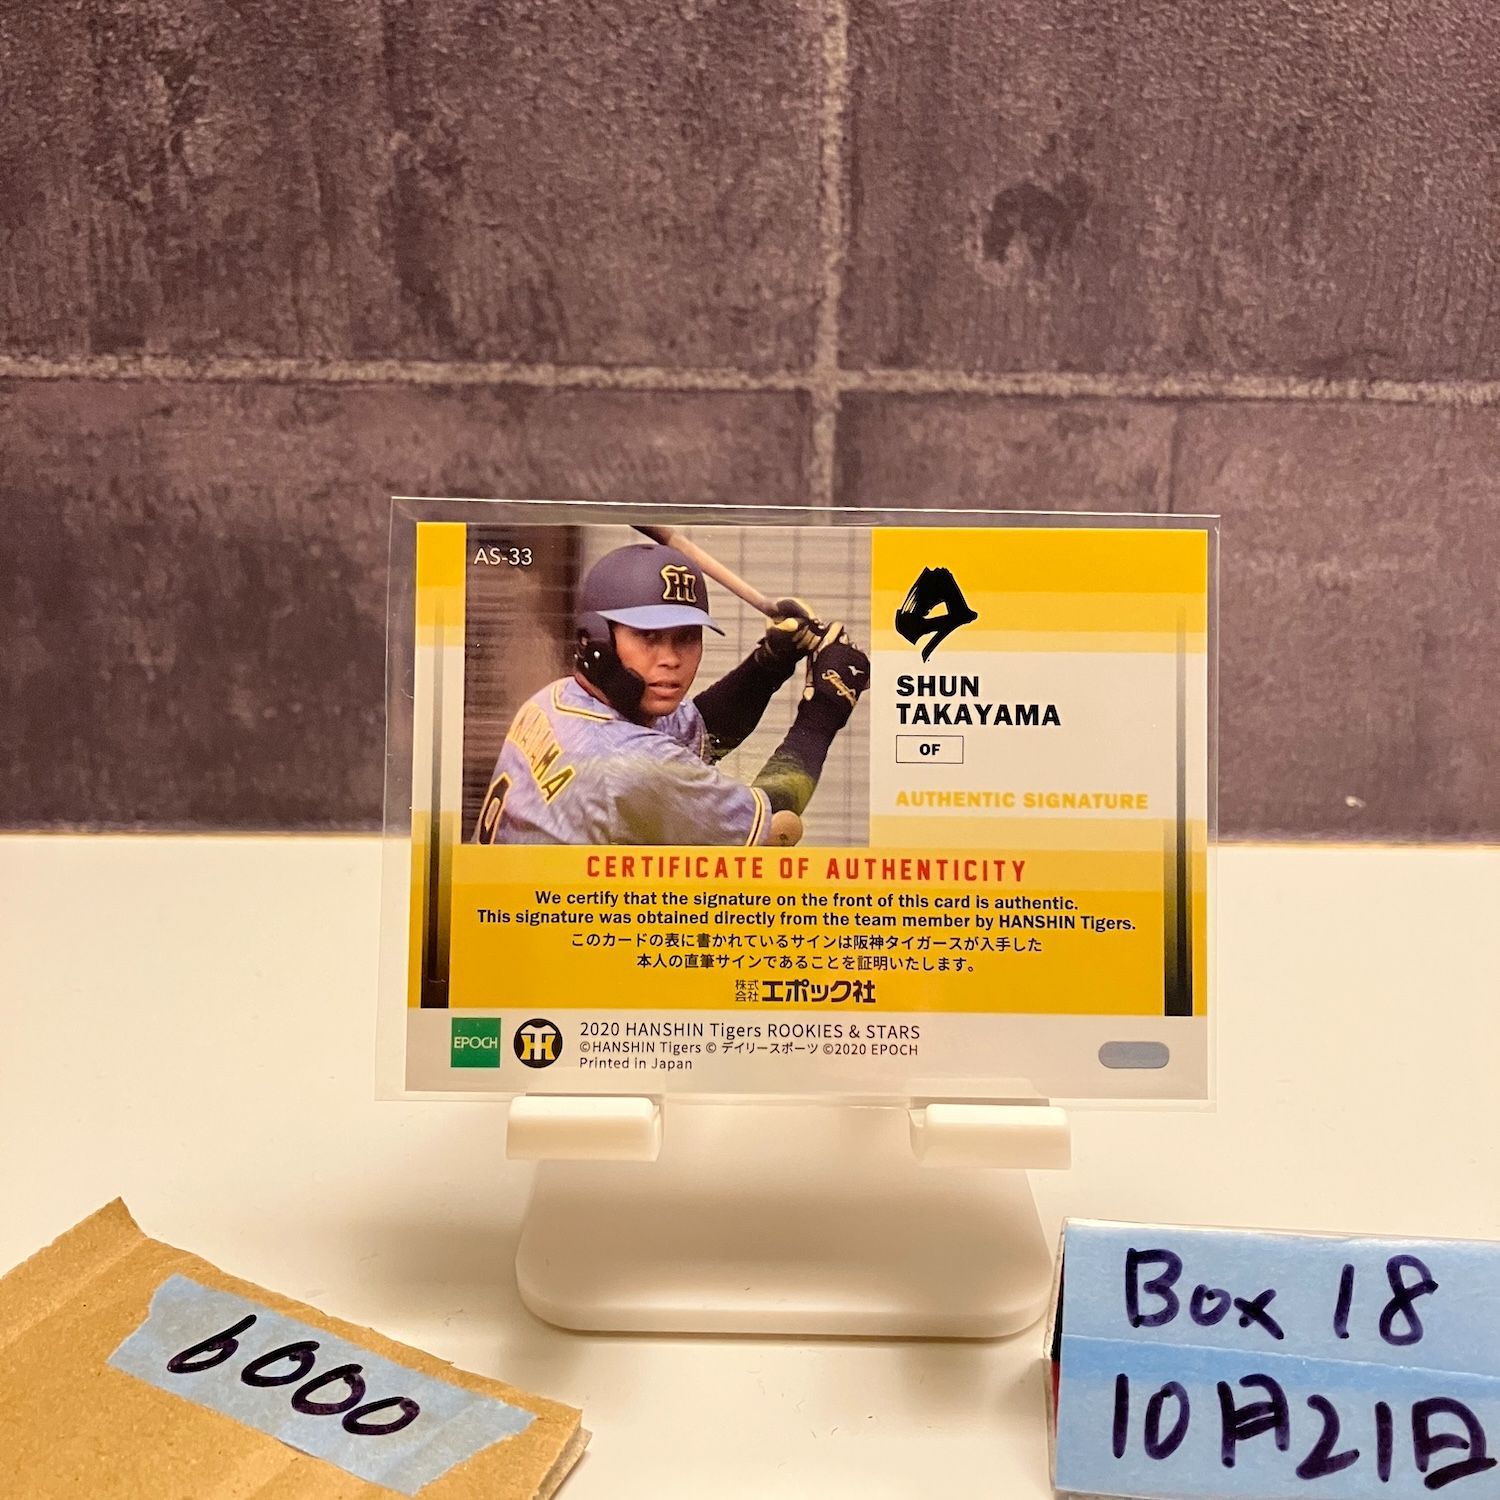 AS-33
SHUN
TAKAYAMA
OF
AUTHENTIC SIGNATURE
CERTIFICATE OF AUTHENTICITY
We certify that the signature on the front of this card is authentic.
This signature was obtained directly from the team member by HANSHIN Tigers.
このカードの表に書かれているサインは阪神タイガースが入手した
本人の直筆サインであることを証明いたします。
株式会社エポック社
EPOCH
2020 HANSHIN Tigers ROOKIES & STARS
©HANSHIN Tigers © デイリースポーツ ©2020 EPOCH
Printed in Japan
6000
Box 18
10月21日